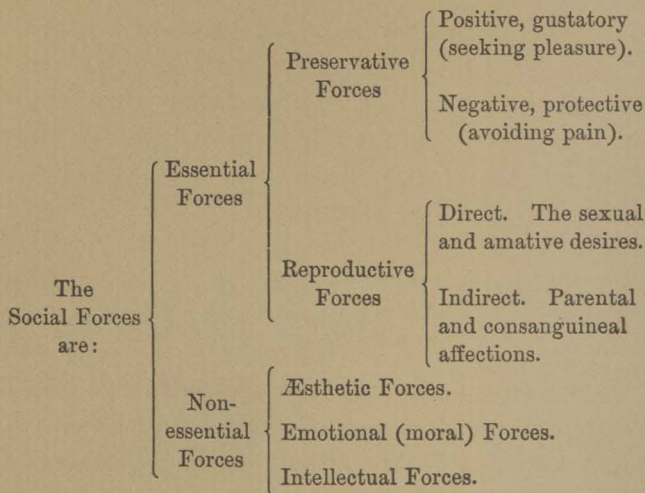 The
Social Forces
are:
Essential
Forces
Preservative
Forces
Positive, gustatory
(seeking pleasure).
Negative, protective
(avoiding pain).
Reproductive
Forces
Direct. The sexual
and amative desires.
Indirect. Parental
and consanguineal
affections.
Non-
essential
Forces
Æsthetic Forces.
Emotional (moral) Forces.
Intellectual Forces.